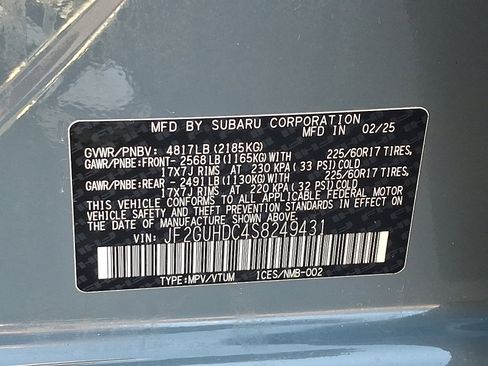 MFD BY SUBARU CORPORATION
IN 02/25
GVWR/PNBV: 4817LB (2185KG)
GAWR/PNBE:FRONT- 2568LB (1165KG)WITH 225/60R17 TIRES,
17X7J RIMS AT 230 KPA (33 PSI)COLD
GAWR/PNBE:REAR - 2491LB (1130KG)WITH 225/60R17 TIRES,
17X7J RIMS AT 220 KPA (32 PSI)COLD
THIS VEHICLE CONFORMS TO ALL APPLICABLE FEDERAL MOTOR
VEHICLE SAFETY AND BUMPER STANDARDS IN EFFECT ON THE
DATE OF MANUFACTURE SHOWN ABOVE.
VIN: JF2GUHDC4S8249431
TYPE:MPV/VTUM ICES/NMB-002